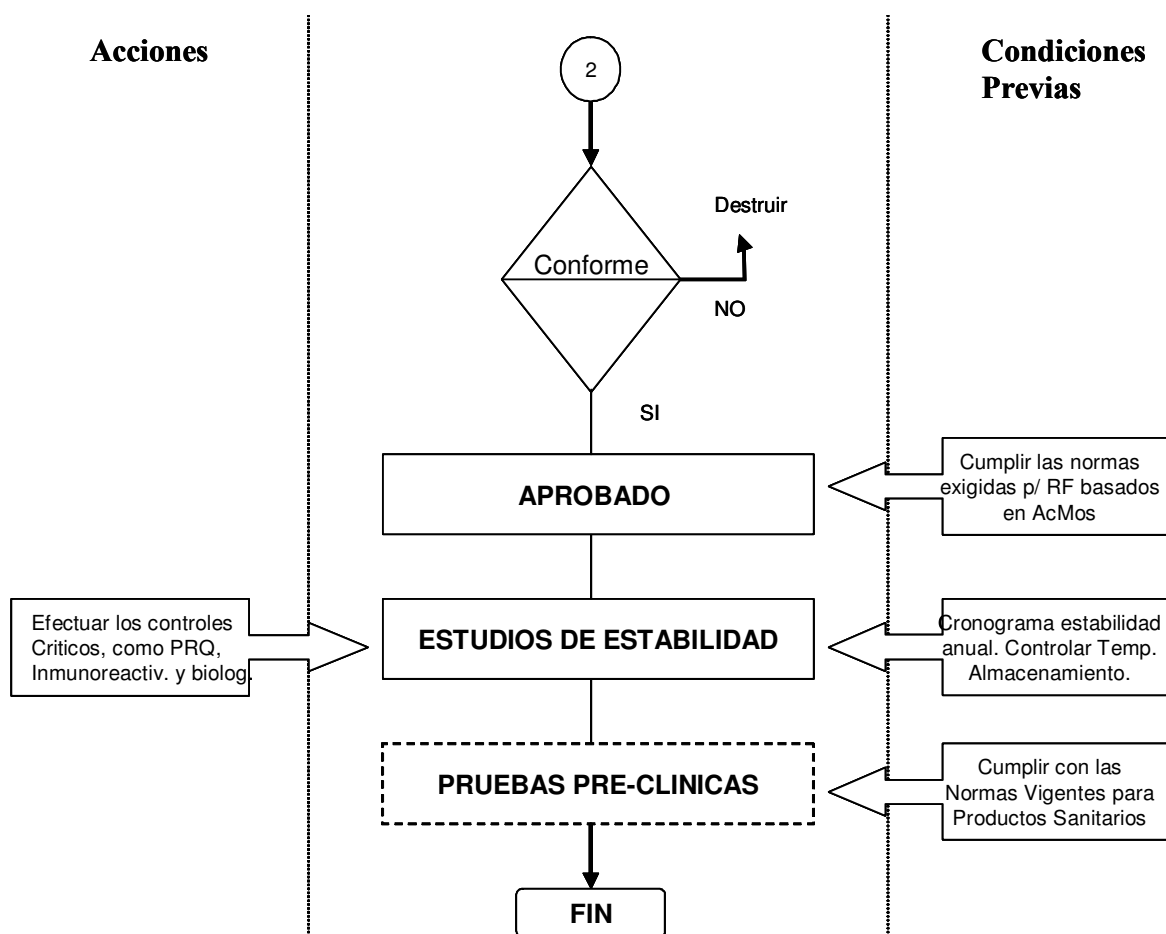 Acciones
Condiciones
Previas
2
Destruir
Conforme
NO
SI
APROBADO
Cumplir las normas
exigidas p/ RF basados
en AcMos
Efectuar los controles
Criticos, como PRQ,
Inmunoreactiv. y biolog.
ESTUDIOS DE ESTABILIDAD
Cronograma estabilidad
anual. Controlar Temp.
Almacenamiento.
PRUEBAS PRE-CLINICAS
Cumplir con las
Normas Vigentes para
Productos Sanitarios
FIN